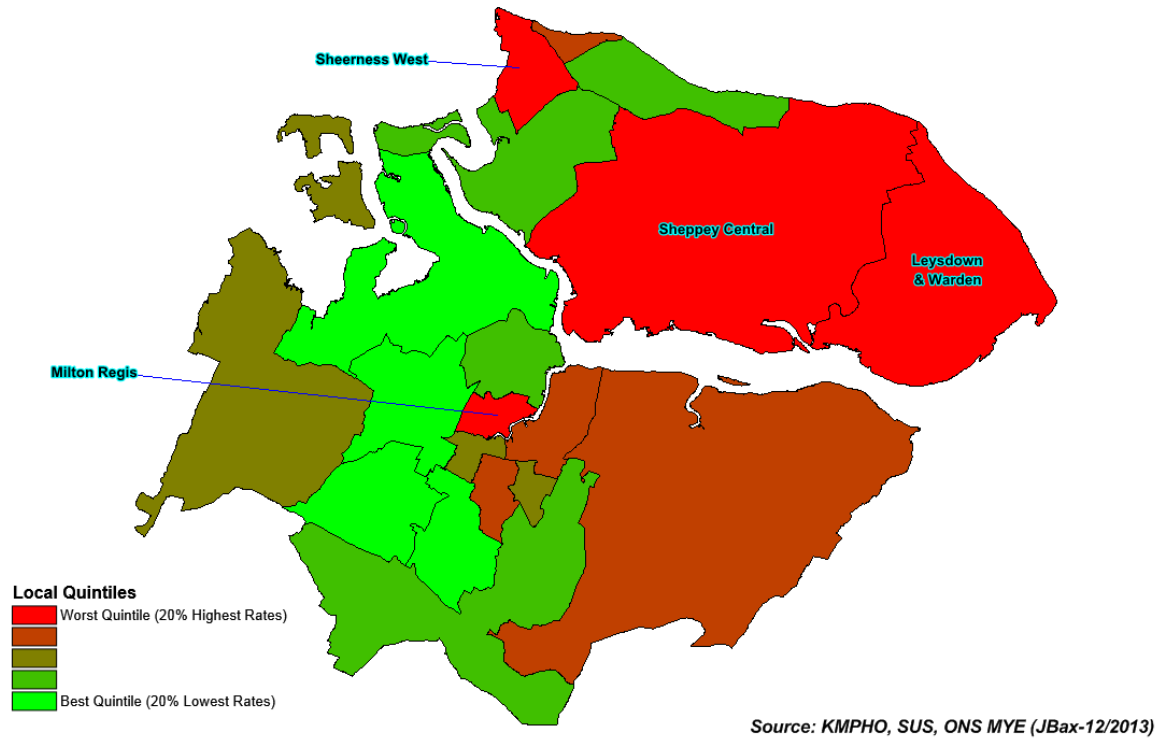 Sheerness West
Sheppey Central
Leysdown
& Warden
Milton Regis
Local Quintiles
Worst Quintile (20% Highest Rates)
Best Quintile (20% Lowest Rates)
Source: KMPHO, SUS, ONS MYE (JBax-12/2013)